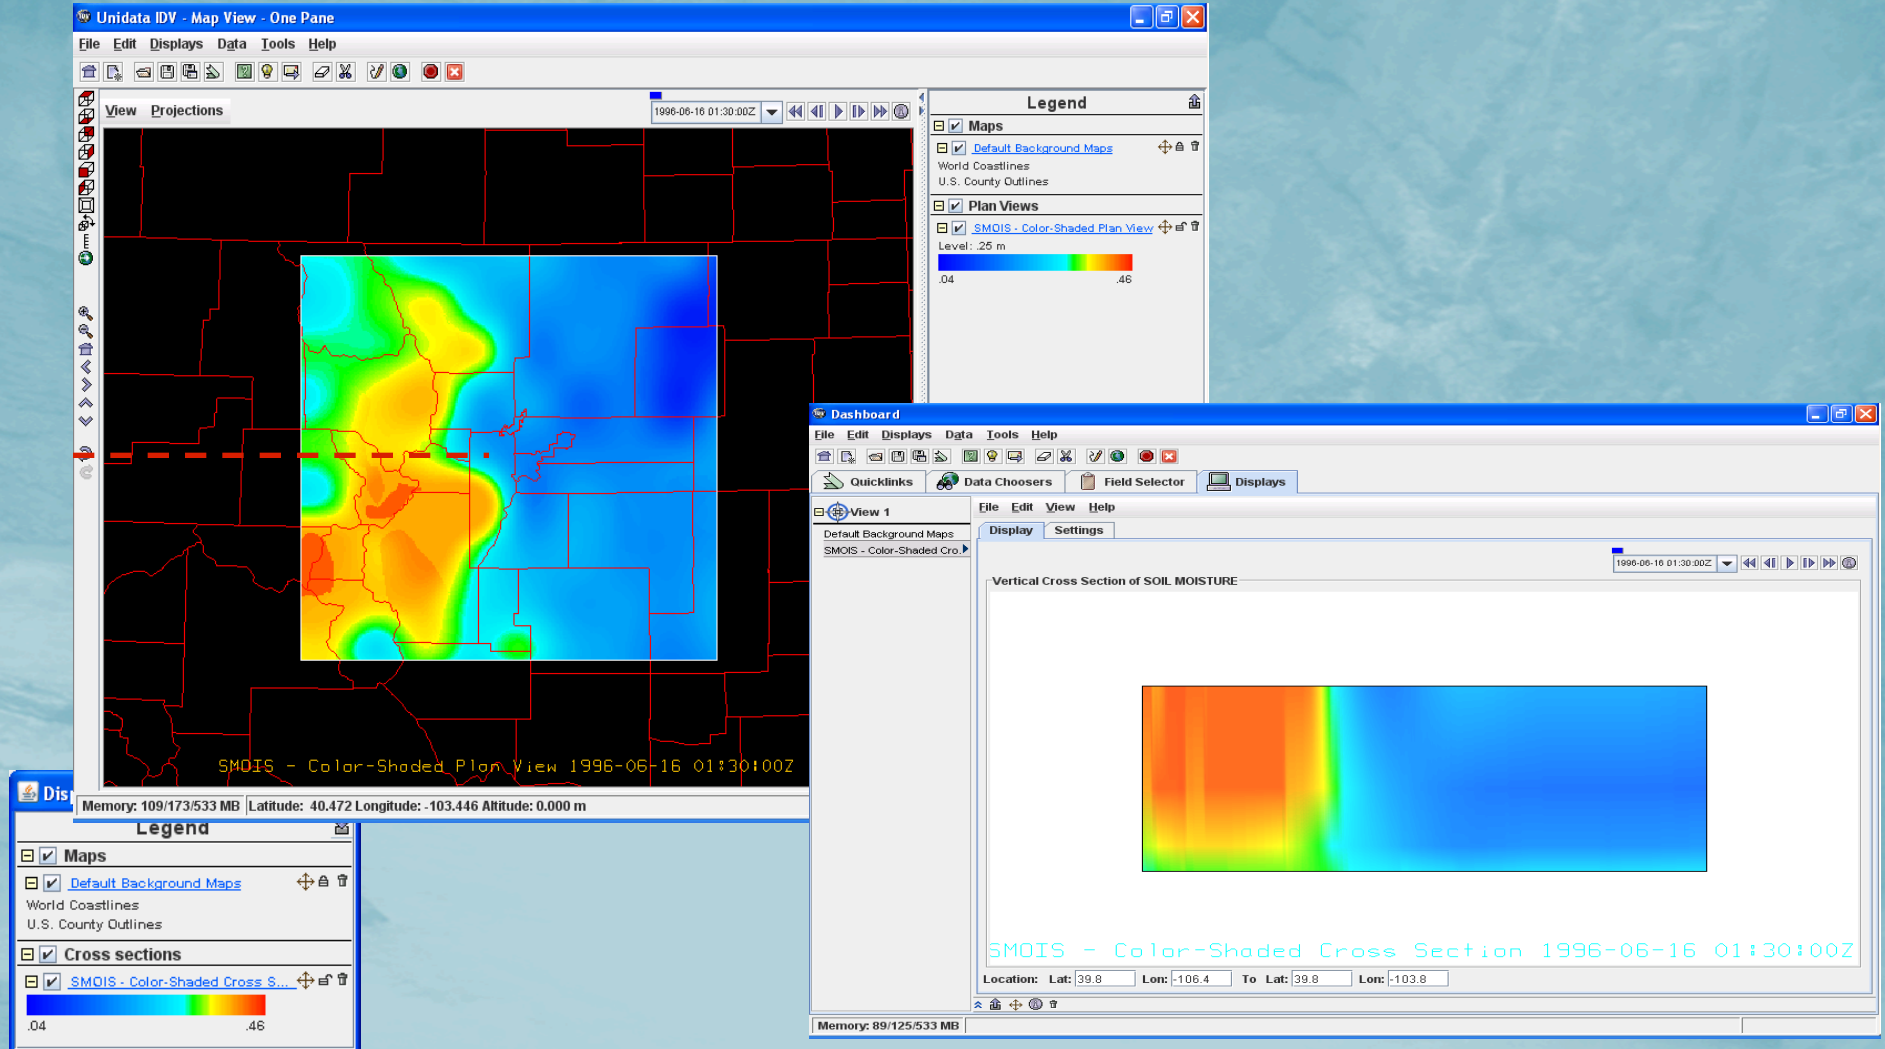 Unidata IDV - Map View - One Pane
File Edit Displays Data Tools Help
View Projections
1996-06-16 01:30:00Z
Legend
Maps
Default Background Maps
World Coastlines
U.S. County Outlines
Plan Views
SMOIS - Color-Shaded Plan View
Level: .25 m
.04 .46
SMOIS - Color-Shaded Plan View 1996-06-16 01:30:00Z
Memory: 109/173/533 MB Latitude: 40.472 Longitude: -103.446 Altitude: 0.000 m
Dashboard
File Edit Displays Data Tools Help
Quicklinks Data Choosers Field Selector Displays
View 1
Default Background Maps
SMOIS - Color-Shaded Cro.
File Edit View Help
Display Settings
1996-06-16 01:30:00Z
Vertical Cross Section of SOIL MOISTURE
SMOIS - Color-Shaded Cross Section 1996-06-16 01:30:00Z
Location: Lat: 39.8 Lon: -106.4 To Lat: 39.8 Lon: -103.8
Memory: 89/125/533 MB
Dis
Legend
Maps
Default Background Maps
World Coastlines
U.S. County Outlines
Cross sections
SMOIS - Color-Shaded Cross S...
.04 .46